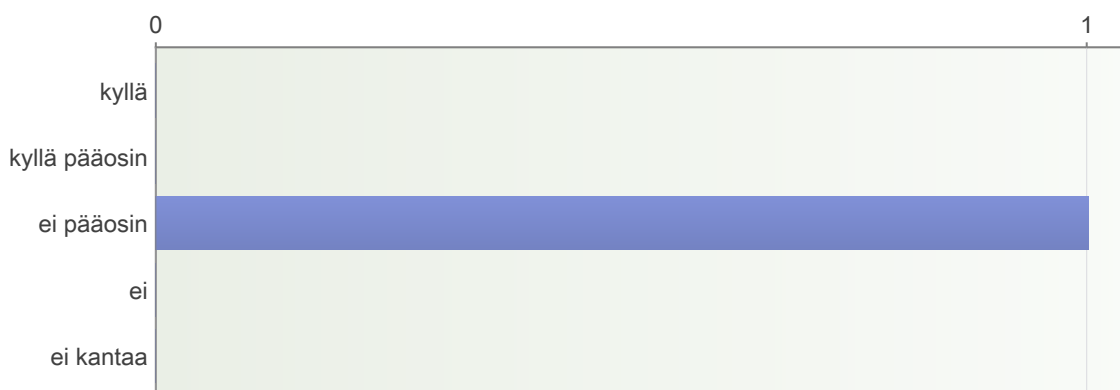 0 1
kyllä
kyllä pääosin
ei pääosin
ei
ei kantaa